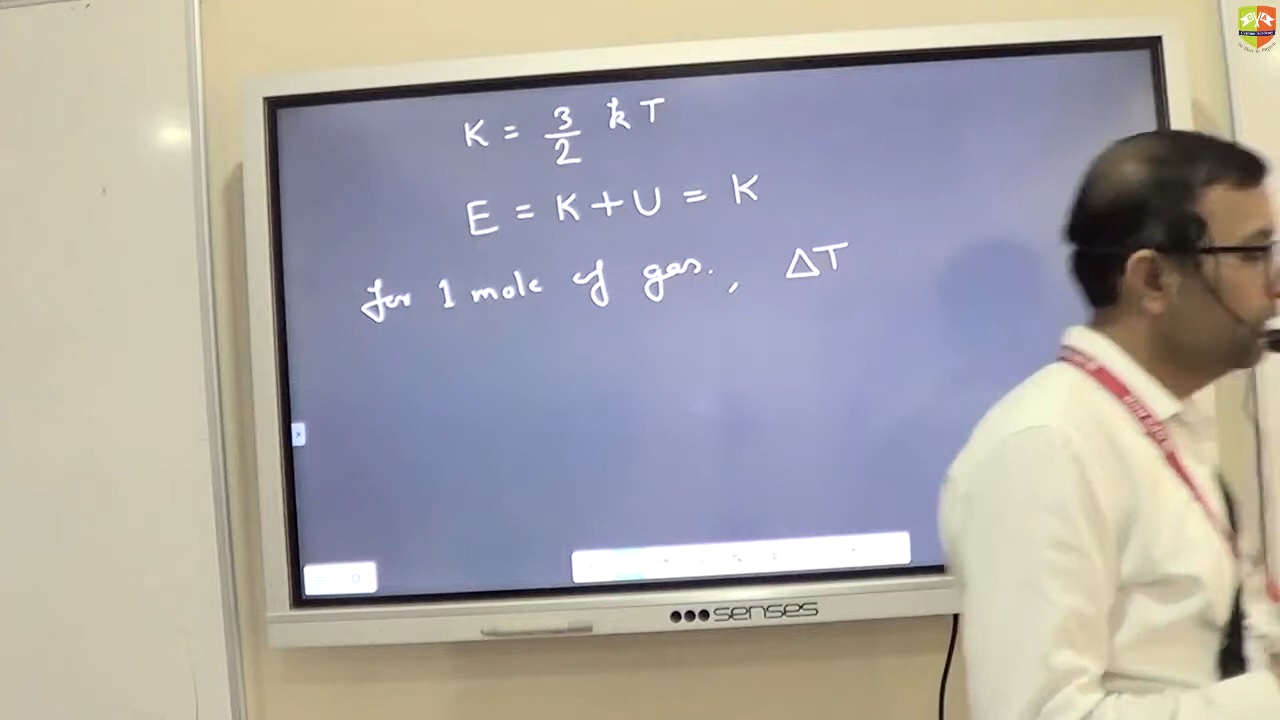 K = 3/2 kT
E = K + U = K
for 1 mole of gas., ΔT
senses